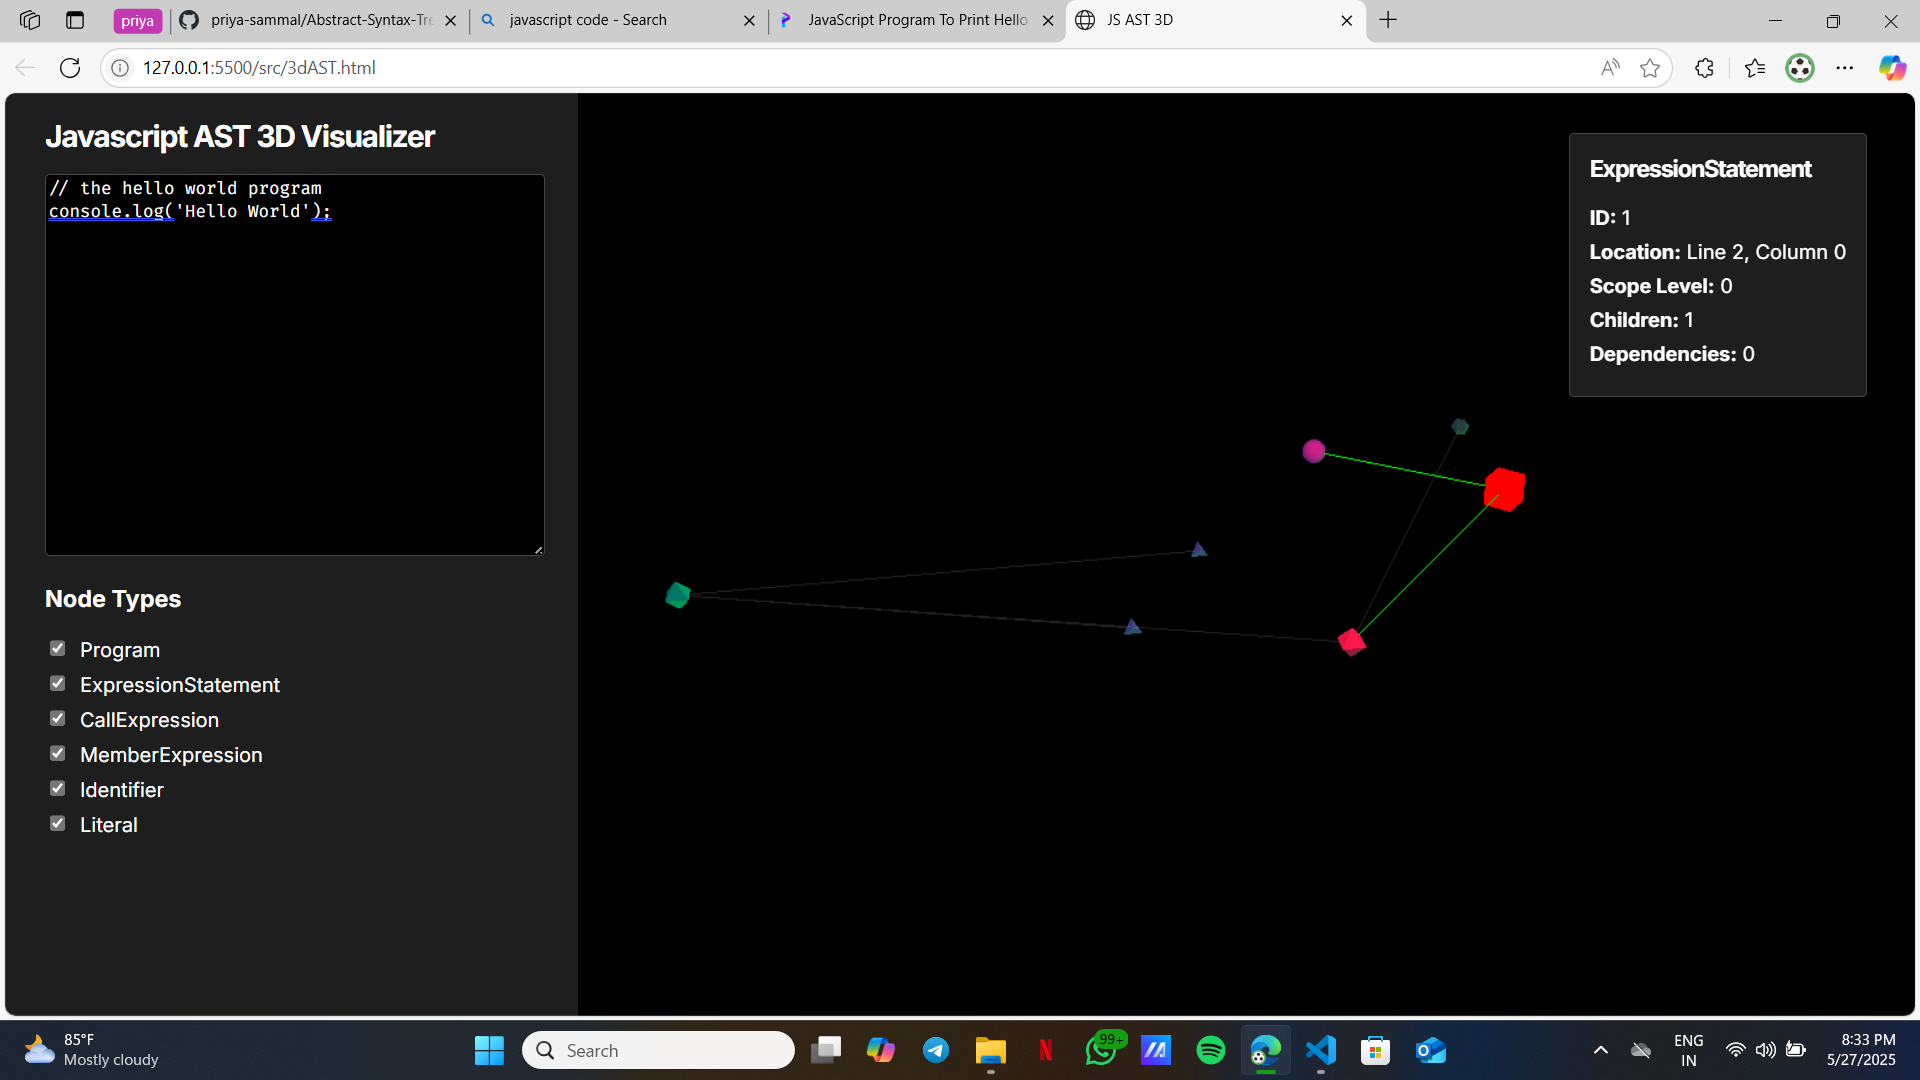 priya
priya-sammal/Abstract-Syntax-Tre
javascript code - Search
JavaScript Program To Print Hello
JS AST 3D
127.0.0.1:5500/src/3dAST.html
Javascript AST 3D Visualizer
// the hello world program
console.log('Hello World');
Node Types
Program
ExpressionStatement
CallExpression
MemberExpression
Identifier
Literal
ExpressionStatement
ID: 1
Location: Line 2, Column 0
Scope Level: 0
Children: 1
Dependencies: 0
85°F
Mostly cloudy
Search
99+
ENG
IN
8:33 PM
5/27/2025